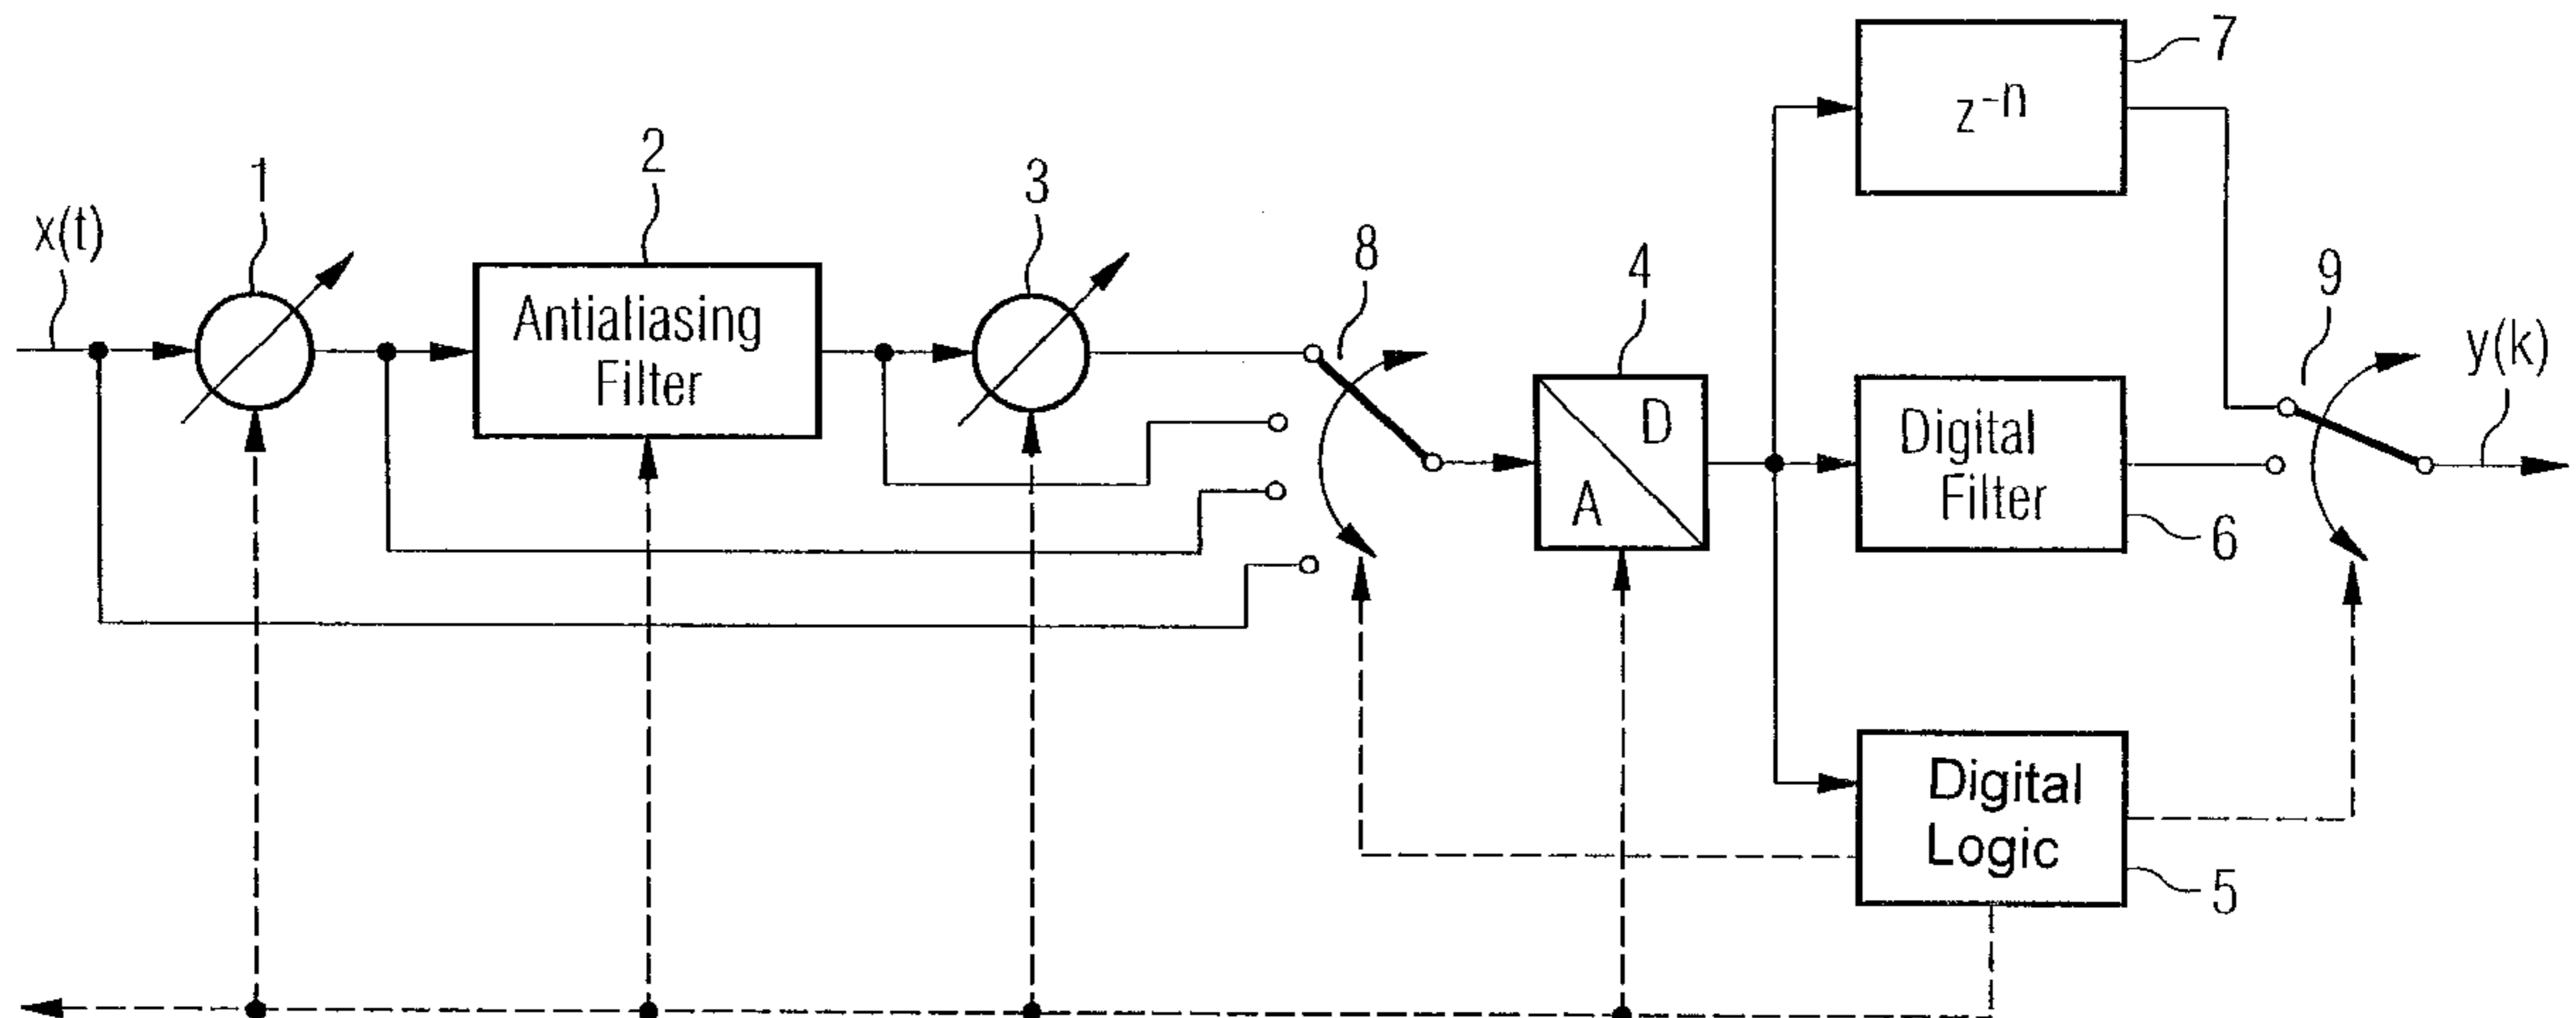 x(t)
1
2
Antialiasing
Filter
3
8
4
D
A
7
z⁻ⁿ
Digital
Filter
6
9
y(k)
Digital
Logic
5